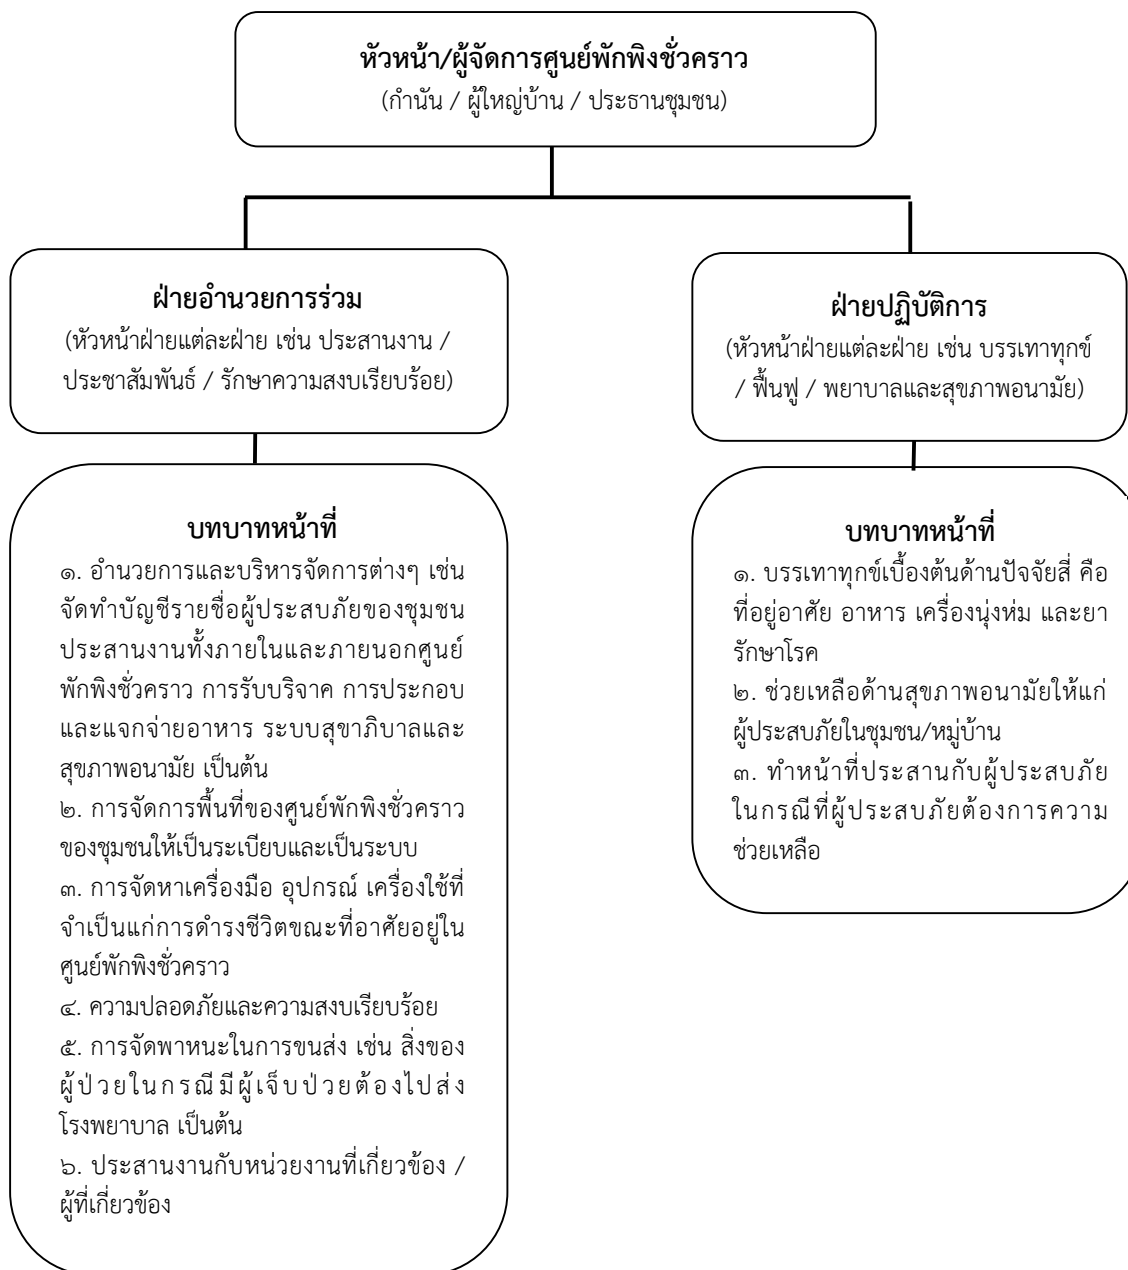 หัวหน้า/ผู้จัดการศูนย์พักพิงชั่วคราว
(กำนัน / ผู้ใหญ่บ้าน / ประธานชุมชน)
ฝ่ายอำนวยการร่วม
(หัวหน้าฝ่ายแต่ละฝ่าย เช่น ประสานงาน /
ประชาสัมพันธ์ / รักษาความสงบเรียบร้อย)
บทบาทหน้าที่
๑. อำนวยการและบริหารจัดการต่างๆ เช่น
จัดทำบัญชีรายชื่อผู้ประสบภัยของชุมชน
ประสานงานทั้งภายในและภายนอกศูนย์
พักพิงชั่วคราว การรับบริจาค การประกอบ
และแจกจ่ายอาหาร ระบบสุขาภิบาลและ
สุขภาพอนามัย เป็นต้น
๒. การจัดการพื้นที่ของศูนย์พักพิงชั่วคราว
ของชุมชนให้เป็นระเบียบและเป็นระบบ
๓. การจัดหาเครื่องมือ อุปกรณ์ เครื่องใช้ที่
จำเป็นแก่การดำรงชีวิตขณะที่อาศัยอยู่ใน
ศูนย์พักพิงชั่วคราว
๔. ความปลอดภัยและความสงบเรียบร้อย
๕. การจัดพาหนะในการขนส่ง เช่น สิ่งของ
ผู้ป่วยในกรณีมีผู้เจ็บป่วยต้องไปส่ง
โรงพยาบาล เป็นต้น
๖. ประสานงานกับหน่วยงานที่เกี่ยวข้อง /
ผู้ที่เกี่ยวข้อง
ฝ่ายปฏิบัติการ
(หัวหน้าฝ่ายแต่ละฝ่าย เช่น บรรเทาทุกข์
/ ฟื้นฟู / พยาบาลและสุขภาพอนามัย)
บทบาทหน้าที่
๑. บรรเทาทุกข์เบื้องต้นด้านปัจจัยสี่ คือ
ที่อยู่อาศัย อาหาร เครื่องนุ่งห่ม และยา
รักษาโรค
๒. ช่วยเหลือด้านสุขภาพอนามัยให้แก่
ผู้ประสบภัยในชุมชน/หมู่บ้าน
๓. ทำหน้าที่ประสานกับผู้ประสบภัย
ในกรณีที่ผู้ประสบภัยต้องการความ
ช่วยเหลือ